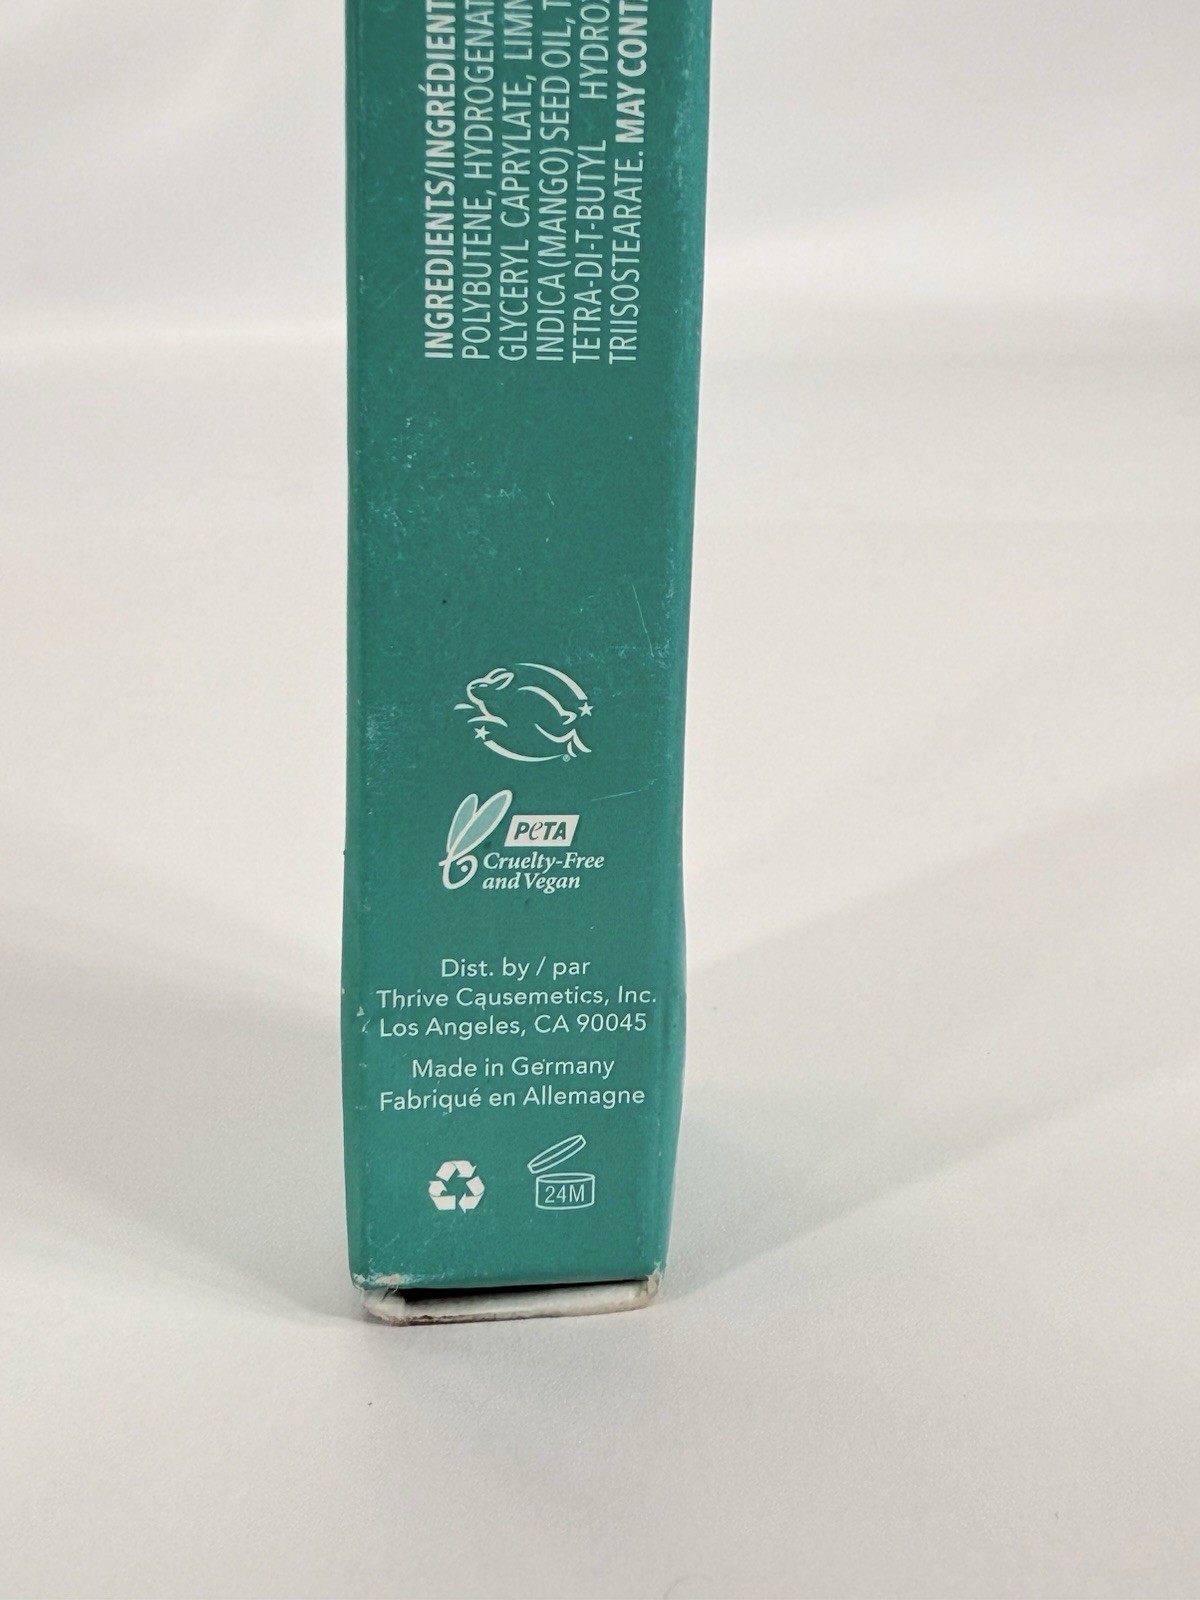 INGREDIENTS/INGRÉDIENT
POLYBUTENE, HYDROGENAT
GLYCERYL CAPRYLATE, LIMN
INDICA (MANGO) SEED OIL, T
TETRA-DI-T-BUTYL HYDRO
TRIISOSTEARATE. MAY CONT
PETA
Cruelty-Free
and Vegan
Dist. by / par
Thrive Causemetics, Inc.
Los Angeles, CA 90045
Made in Germany
Fabriqué en Allemagne
24M